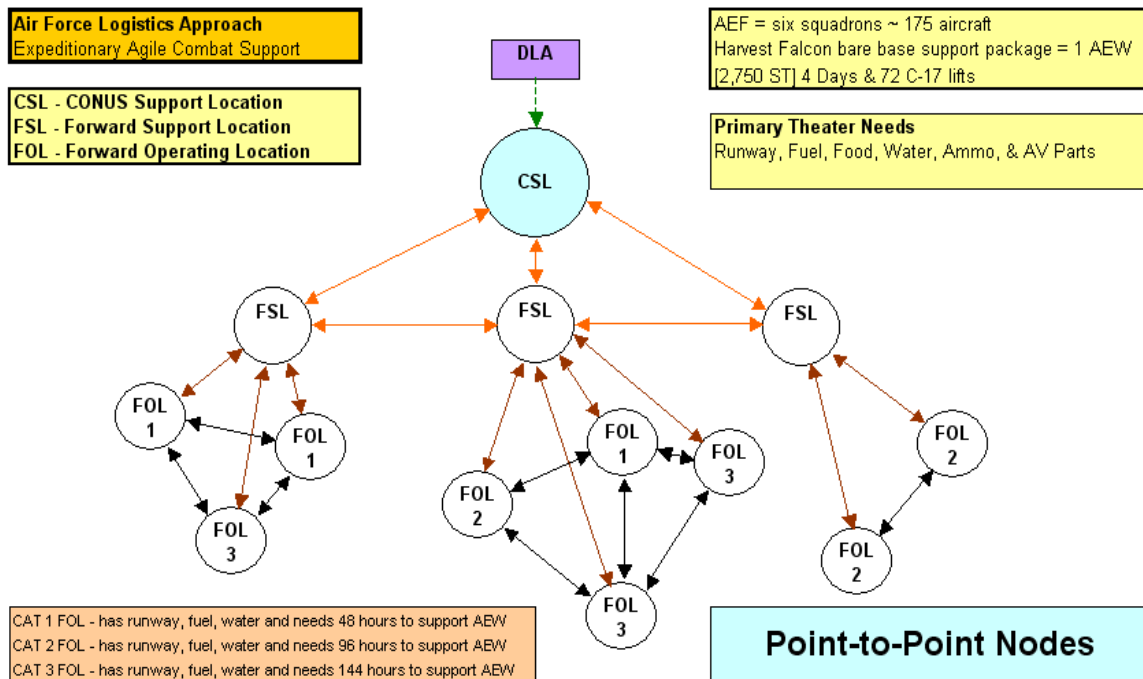 Air Force Logistics Approach
Expeditionary Agile Combat Support
DLA
AEF = six squadrons ~ 175 aircraft
Harvest Falcon bare base support package = 1 AEW
[2,750 ST] 4 Days & 72 C-17 lifts
CSL - CONUS Support Location
FSL - Forward Support Location
FOL - Forward Operating Location
Primary Theater Needs
Runway, Fuel, Food, Water, Ammo, & AV Parts
CSL
FSL
FSL
FSL
FOL
1
FOL
1
FOL
3
FOL
2
FOL
1
FOL
3
FOL
3
FOL
2
FOL
2
CAT 1 FOL - has runway, fuel, water and needs 48 hours to support AEW
CAT 2 FOL - has runway, fuel, water and needs 96 hours to support AEW
CAT 3 FOL - has runway, fuel, water and needs 144 hours to support AEW
Point-to-Point Nodes